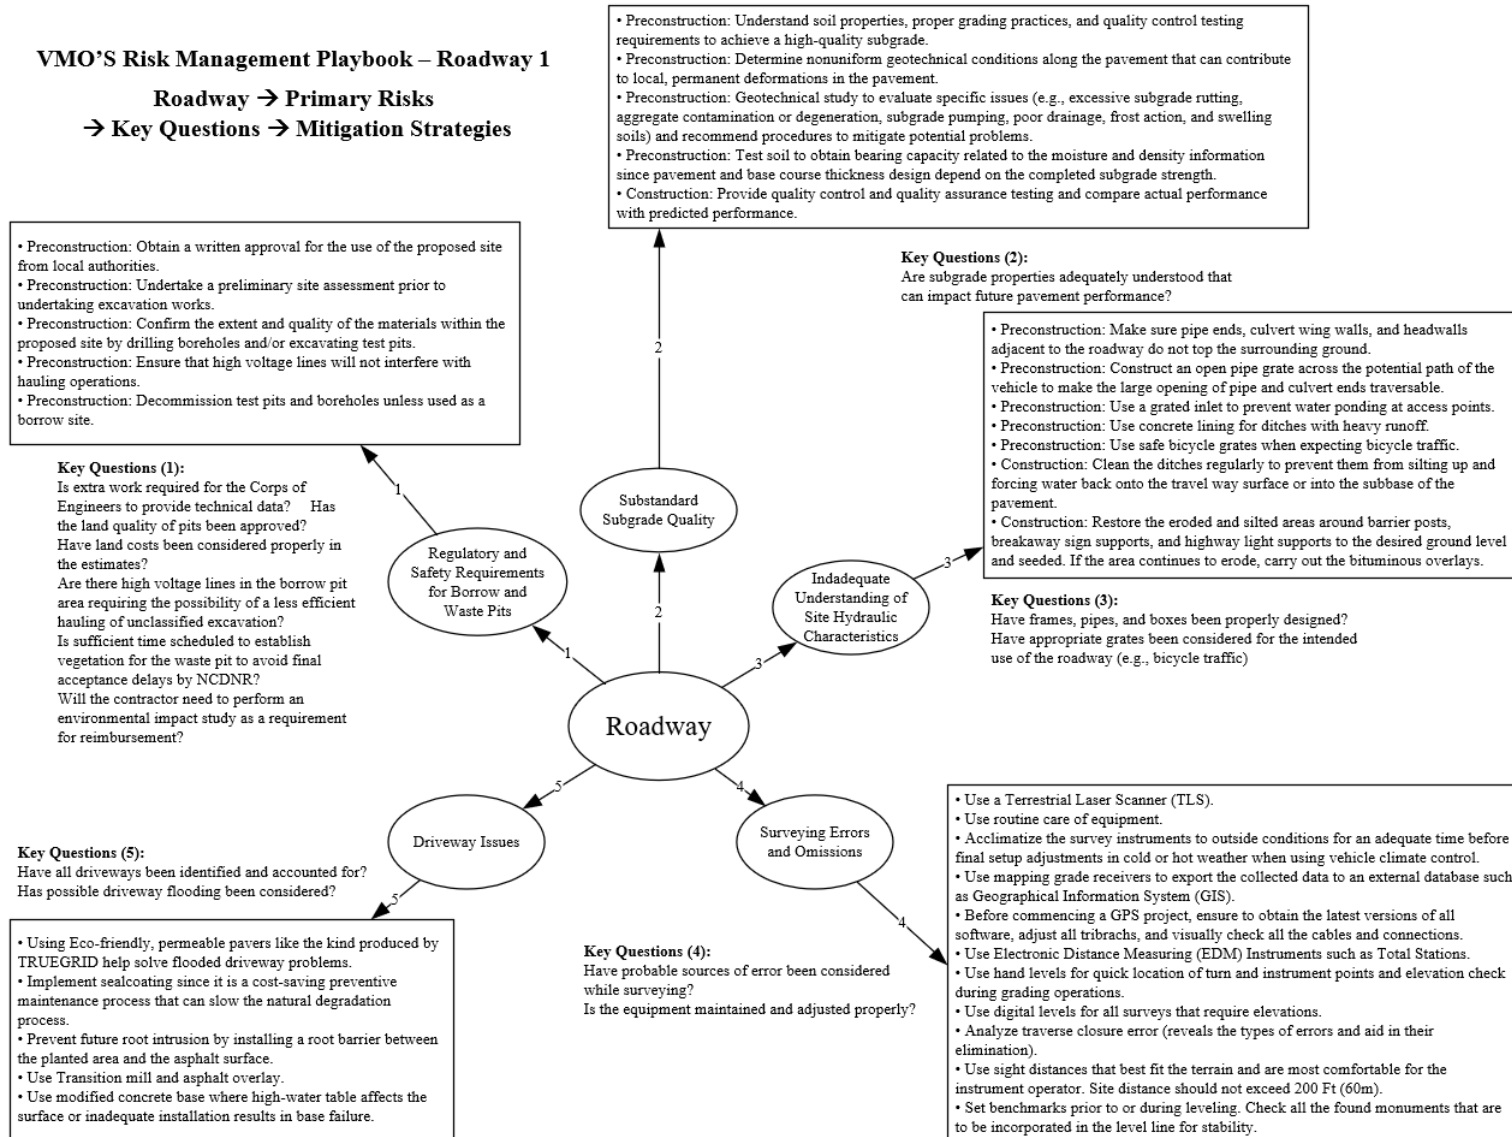 VMO'S Risk Management Playbook – Roadway 1
Roadway → Primary Risks
→ Key Questions → Mitigation Strategies
• Preconstruction: Understand soil properties, proper grading practices, and quality control testing
requirements to achieve a high-quality subgrade.
• Preconstruction: Determine nonuniform geotechnical conditions along the pavement that can contribute
to local, permanent deformations in the pavement.
• Preconstruction: Geotechnical study to evaluate specific issues (e.g., excessive subgrade rutting,
aggregate contamination or degeneration, subgrade pumping, poor drainage, frost action, and swelling
soils) and recommend procedures to mitigate potential problems.
• Preconstruction: Test soil to obtain bearing capacity related to the moisture and density information
since pavement and base course thickness design depend on the completed subgrade strength.
• Construction: Provide quality control and quality assurance testing and compare actual performance
with predicted performance.
• Preconstruction: Obtain a written approval for the use of the proposed site
from local authorities.
• Preconstruction: Undertake a preliminary site assessment prior to
undertaking excavation works.
• Preconstruction: Confirm the extent and quality of the materials within the
proposed site by drilling boreholes and/or excavating test pits.
• Preconstruction: Ensure that high voltage lines will not interfere with
hauling operations.
• Preconstruction: Decommission test pits and boreholes unless used as a
borrow site.
Key Questions (2):
Are subgrade properties adequately understood that
can impact future pavement performance?
2
• Preconstruction: Make sure pipe ends, culvert wing walls, and headwalls
adjacent to the roadway do not top the surrounding ground.
• Preconstruction: Construct an open pipe grate across the potential path of the
vehicle to make the large opening of pipe and culvert ends traversable.
• Preconstruction: Use a grated inlet to prevent water ponding at access points.
• Preconstruction: Use concrete lining for ditches with heavy runoff.
• Preconstruction: Use safe bicycle grates when expecting bicycle traffic.
• Construction: Clean the ditches regularly to prevent them from silting up and
forcing water back onto the travel way surface or into the subbase of the
pavement.
• Construction: Restore the eroded and silted areas around barrier posts,
breakaway sign supports, and highway light supports to the desired ground level
and seeded. If the area continues to erode, carry out the bituminous overlays.
Key Questions (1):
Is extra work required for the Corps of
Engineers to provide technical data? Has
the land quality of pits been approved?
Have land costs been considered properly in
the estimates?
Are there high voltage lines in the borrow pit
area requiring the possibility of a less efficient
hauling of unclassified excavation?
Is sufficient time scheduled to establish
vegetation for the waste pit to avoid final
acceptance delays by NCDNR?
Will the contractor need to perform an
environmental impact study as a requirement
for reimbursement?
1
Regulatory and
Safety Requirements
for Borrow and
Waste Pits
Substandard
Subgrade Quality
Indadequate
Understanding of
Site Hydraulic
Characteristics
3
Key Questions (3):
Have frames, pipes, and boxes been properly designed?
Have appropriate grates been considered for the intended
use of the roadway (e.g., bicycle traffic)
1
2
3
Roadway
5
4
Driveway Issues
Surveying Errors
and Omissions
Key Questions (5):
Have all driveways been identified and accounted for?
Has possible driveway flooding been considered?
5
4
• Using Eco-friendly, permeable pavers like the kind produced by
TRUEGRID help solve flooded driveway problems.
• Implement sealcoating since it is a cost-saving preventive
maintenance process that can slow the natural degradation
process.
• Prevent future root intrusion by installing a root barrier between
the planted area and the asphalt surface.
• Use Transition mill and asphalt overlay.
• Use modified concrete base where high-water table affects the
surface or inadequate installation results in base failure.
Key Questions (4):
Have probable sources of error been considered
while surveying?
Is the equipment maintained and adjusted properly?
• Use a Terrestrial Laser Scanner (TLS).
• Use routine care of equipment.
• Acclimatize the survey instruments to outside conditions for an adequate time before
final setup adjustments in cold or hot weather when using vehicle climate control.
• Use mapping grade receivers to export the collected data to an external database such
as Geographical Information System (GIS).
• Before commencing a GPS project, ensure to obtain the latest versions of all
software, adjust all tribrachs, and visually check all the cables and connections.
• Use Electronic Distance Measuring (EDM) Instruments such as Total Stations.
• Use hand levels for quick location of turn and instrument points and elevation check
during grading operations.
• Use digital levels for all surveys that require elevations.
• Analyze traverse closure error (reveals the types of errors and aid in their
elimination).
• Use sight distances that best fit the terrain and are most comfortable for the
instrument operator. Site distance should not exceed 200 Ft (60m).
• Set benchmarks prior to or during leveling. Check all the found monuments that are
to be incorporated in the level line for stability.